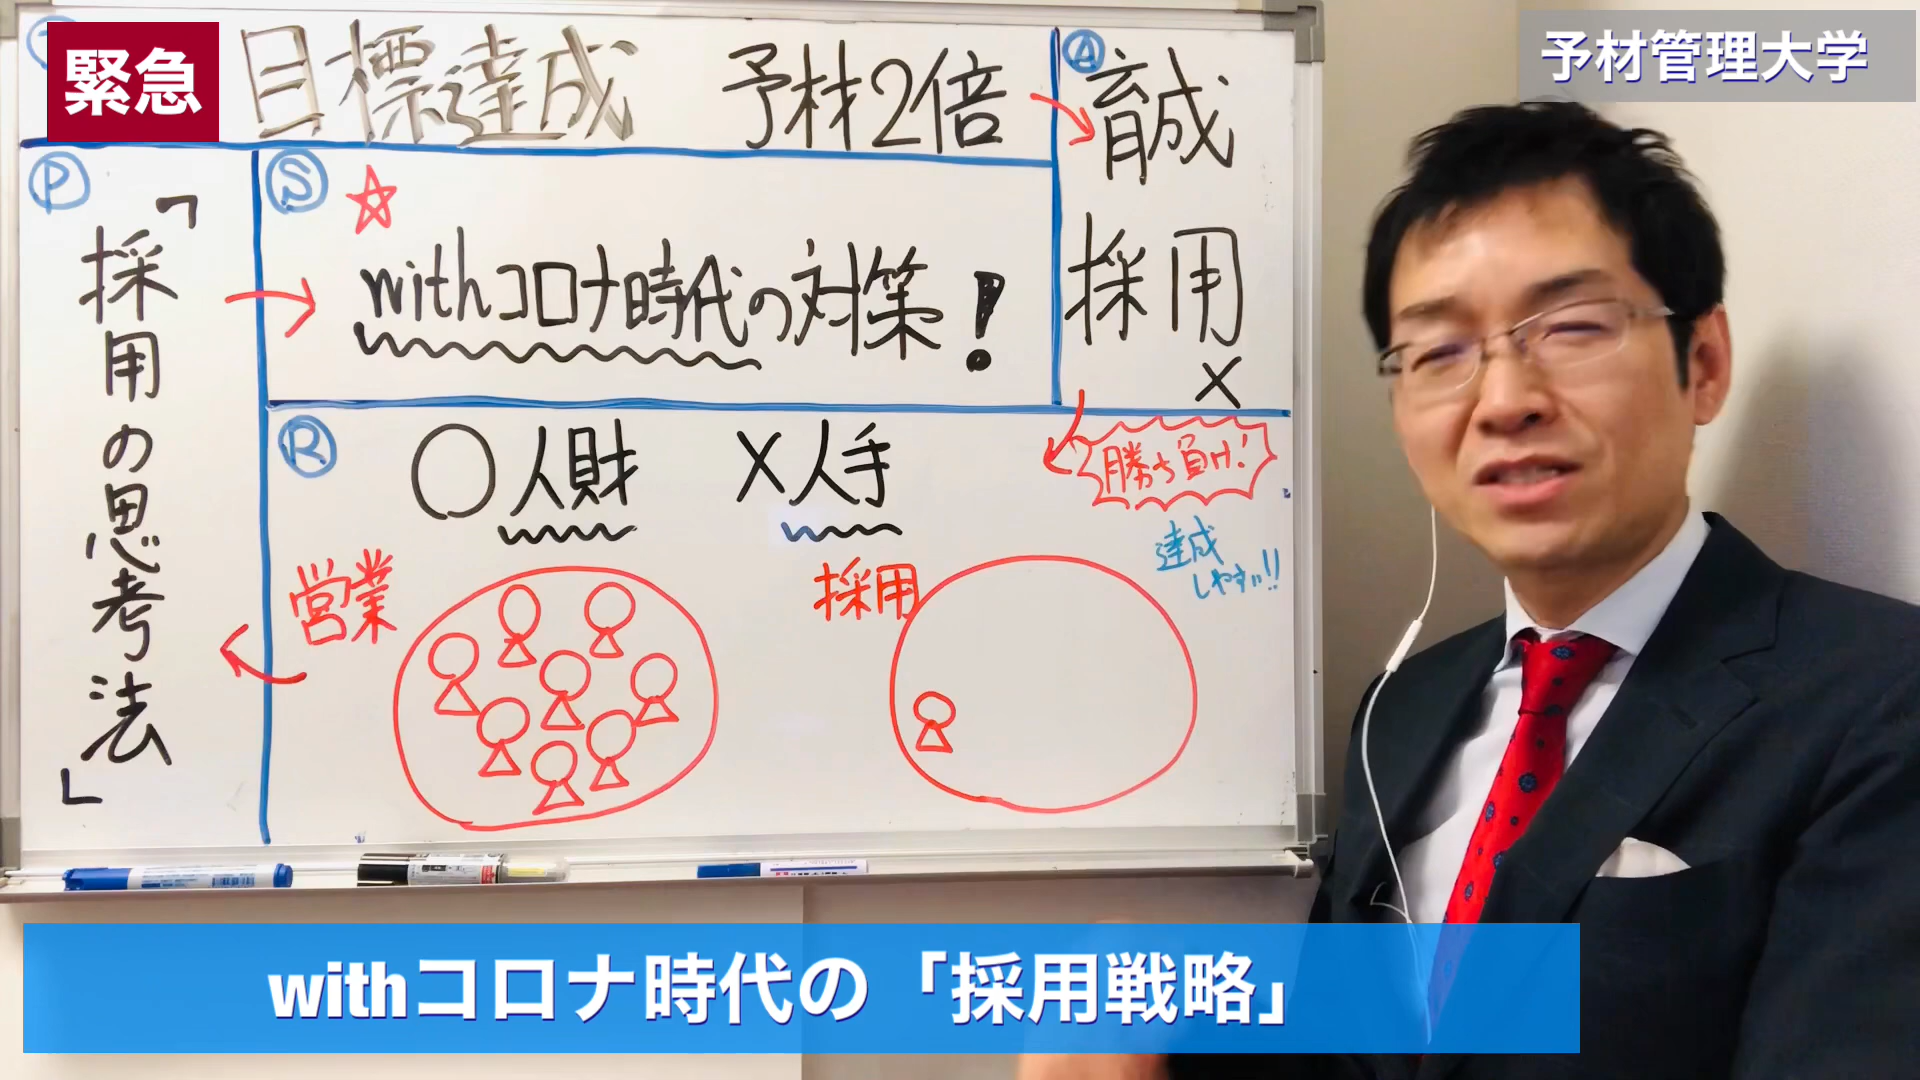 緊急
目標達成 予材2倍
予材管理大学
A
育成
採用
×
P
「採用の思考法」
S
☆
withコロナ時代の対策!
R
○人財 ×人手
勝ち負け!
達成
しやすい!!
営業
採用
withコロナ時代の「採用戦略」